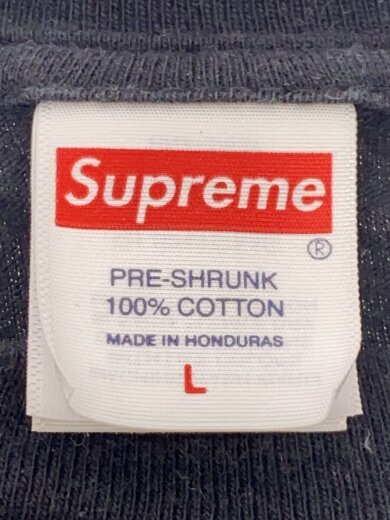 Supreme
®
PRE-SHRUNK
100% COTTON
MADE IN HONDURAS
L